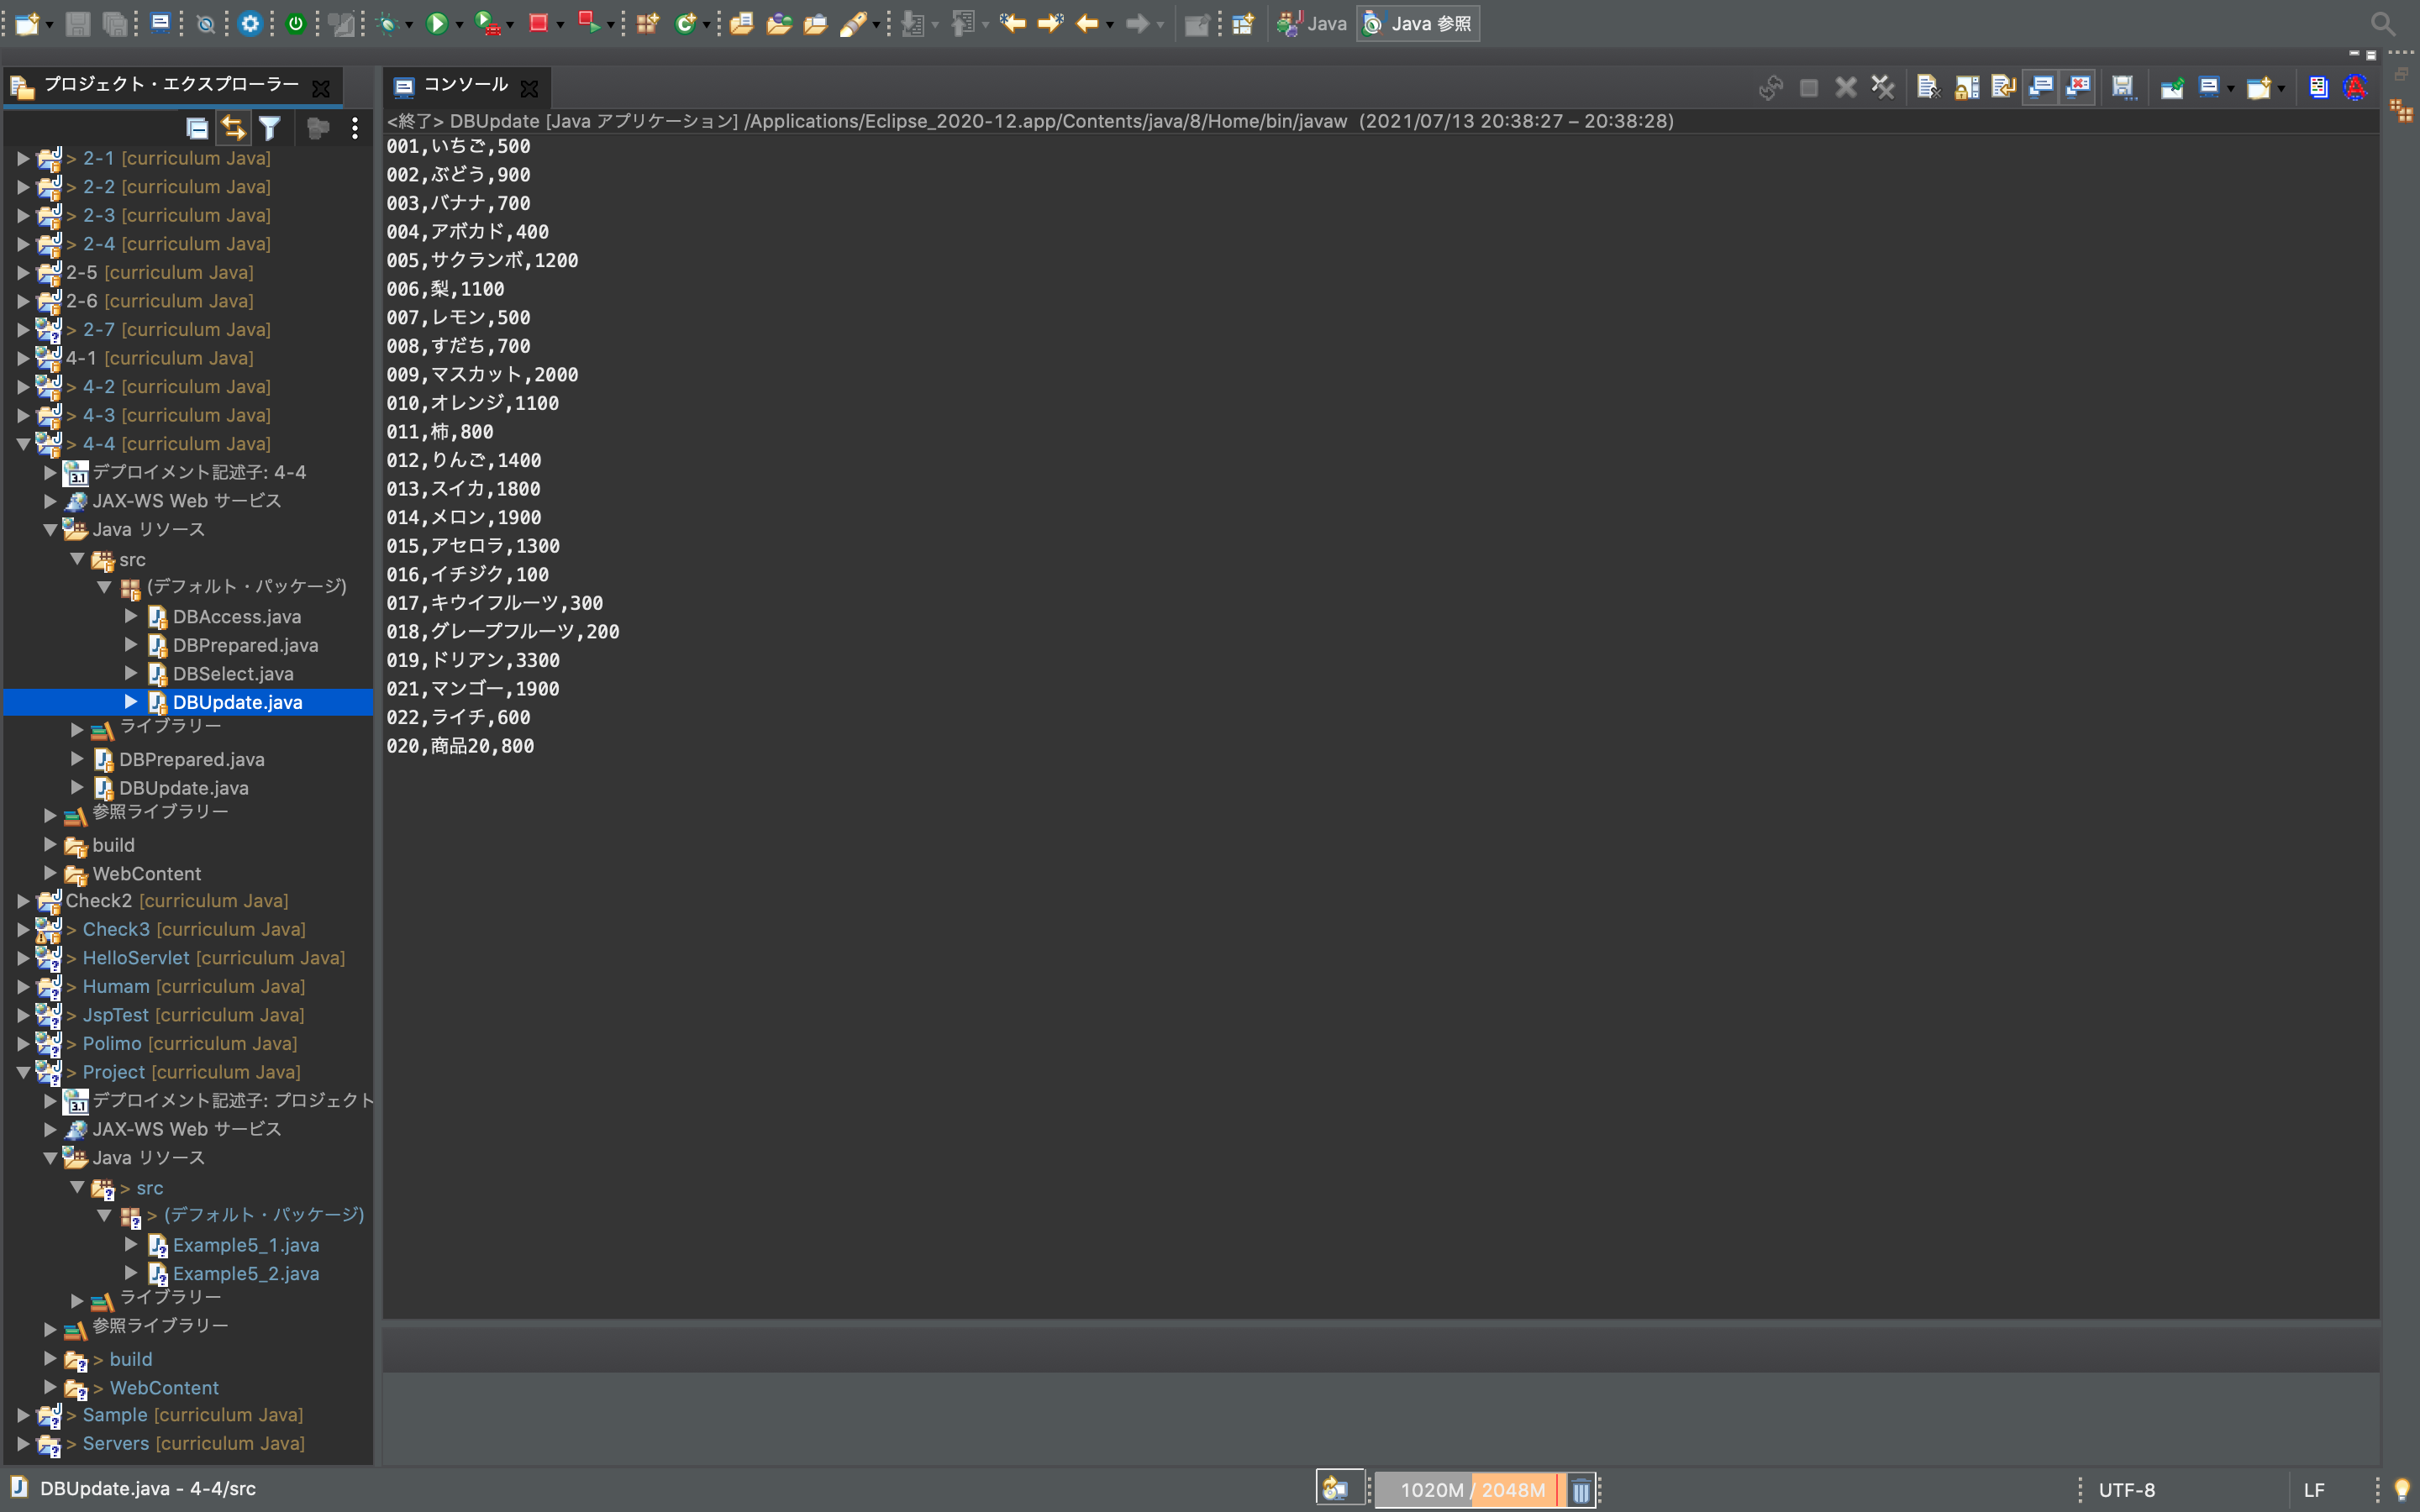 Java
Java 参照
プロジェクト・エクスプローラー
> 2-1 [curriculum Java]
> 2-2 [curriculum Java]
> 2-3 [curriculum Java]
> 2-4 [curriculum Java]
2-5 [curriculum Java]
2-6 [curriculum Java]
> 2-7 [curriculum Java]
4-1 [curriculum Java]
> 4-2 [curriculum Java]
> 4-3 [curriculum Java]
> 4-4 [curriculum Java]
デプロイメント記述子: 4-4
JAX-WS Web サービス
Java リソース
src
(デフォルト・パッケージ)
DBAccess.java
DBPrepared.java
DBSelect.java
DBUpdate.java
ライブラリー
DBPrepared.java
DBUpdate.java
参照ライブラリー
build
WebContent
Check2 [curriculum Java]
> Check3 [curriculum Java]
> HelloServlet [curriculum Java]
> Humam [curriculum Java]
> JspTest [curriculum Java]
> Polimo [curriculum Java]
> Project [curriculum Java]
デプロイメント記述子: プロジェクト
JAX-WS Web サービス
Java リソース
> src
> (デフォルト・パッケージ)
Example5_1.java
Example5_2.java
ライブラリー
参照ライブラリー
> build
> WebContent
> Sample [curriculum Java]
> Servers [curriculum Java]
コンソール
<終了> DBUpdate [Java アプリケーション] /Applications/Eclipse_2020-12.app/Contents/java/8/Home/bin/javaw (2021/07/13 20:38:27 – 20:38:28)
001,いちご,500
002,ぶどう,900
003,バナナ,700
004,アボカド,400
005,サクランボ,1200
006,梨,1100
007,レモン,500
008,すだち,700
009,マスカット,2000
010,オレンジ,1100
011,柿,800
012,りんご,1400
013,スイカ,1800
014,メロン,1900
015,アセロラ,1300
016,イチジク,100
017,キウイフルーツ,300
018,グレープフルーツ,200
019,ドリアン,3300
021,マンゴー,1900
022,ライチ,600
020,商品20,800
DBUpdate.java - 4-4/src
1020M / 2048M
UTF-8
LF